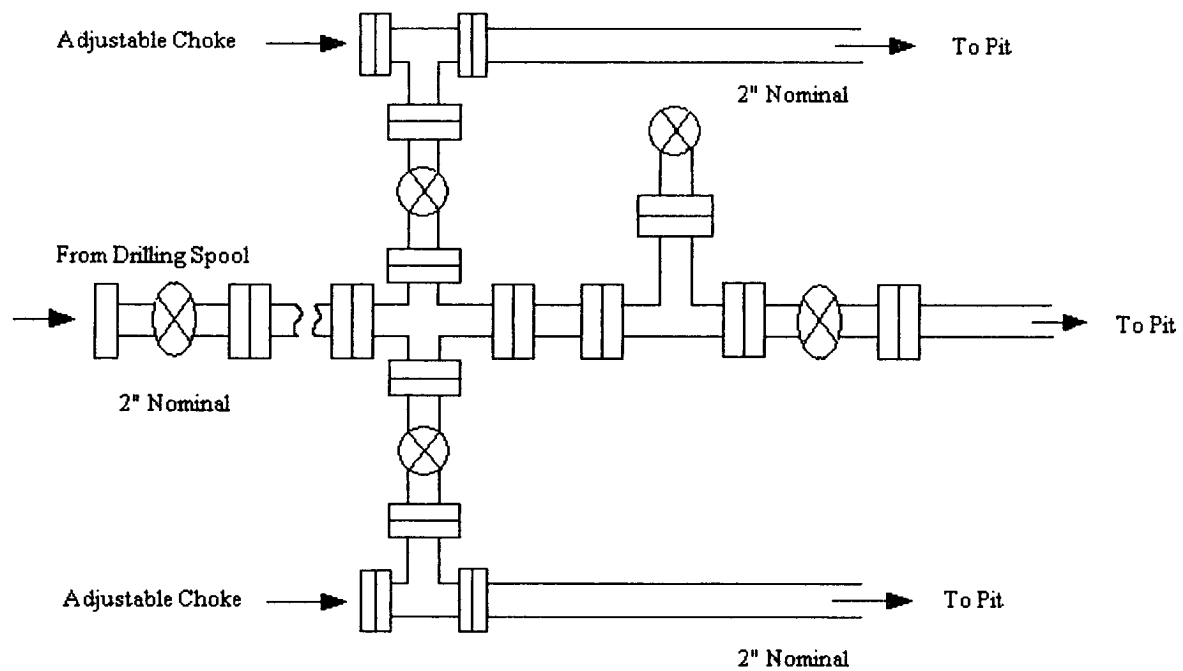 Adjustable Choke
To Pit
2" Nominal
From Drilling Spool
To Pit
2" Nominal
Adjustable Choke
To Pit
2" Nominal